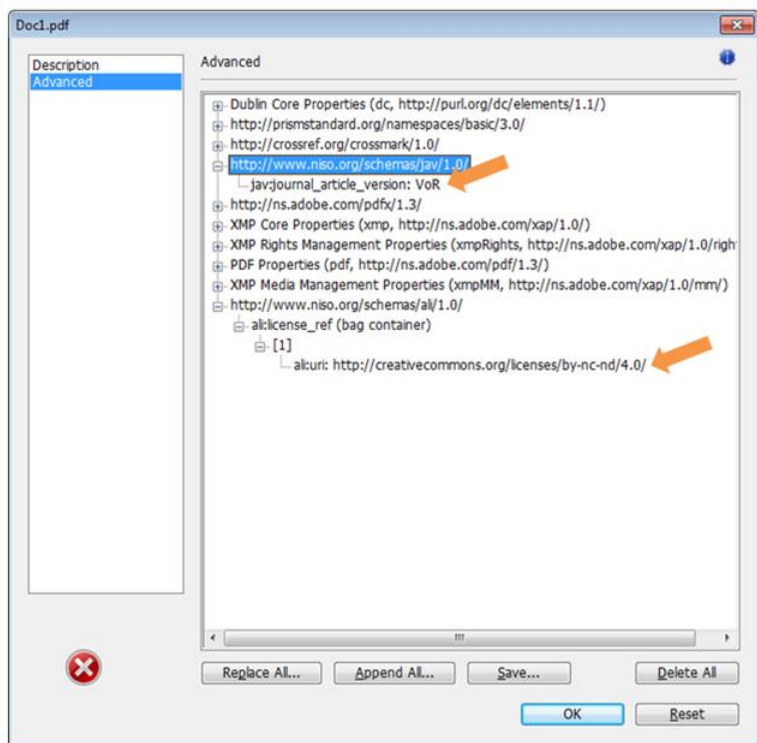 Doc1.pdf
Description
Advanced
Advanced
Dublin Core Properties (dc, http://purl.org/dc/elements/1.1/)
http://prismstandard.org/namespaces/basic/3.0/
http://crossref.org/crossmark/1.0/
http://www.niso.org/schemas/jav/1.0/
jav:journal_article_version: VoR
http://ns.adobe.com/pdfx/1.3/
XMP Core Properties (xmp, http://ns.adobe.com/xap/1.0/)
XMP Rights Management Properties (xmpRights, http://ns.adobe.com/xap/1.0/righ
PDF Properties (pdf, http://ns.adobe.com/pdf/1.3/)
XMP Media Management Properties (xmpMM, http://ns.adobe.com/xap/1.0/mm/)
http://www.niso.org/schemas/ali/1.0/
ali:license_ref (bag container)
[1]
ali:uri: http://creativecommons.org/licenses/by-nc-nd/4.0/
Replace All... Append All... Save... Delete All
OK Reset